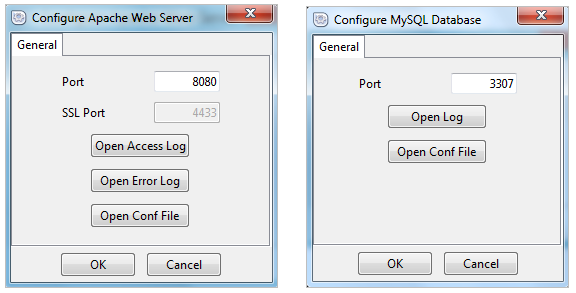 Configure Apache Web Server
General
Port 8080
SSL Port 4433
Open Access Log
Open Error Log
Open Conf File
OK Cancel
Configure MySQL Database
General
Port 3307
Open Log
Open Conf File
OK Cancel